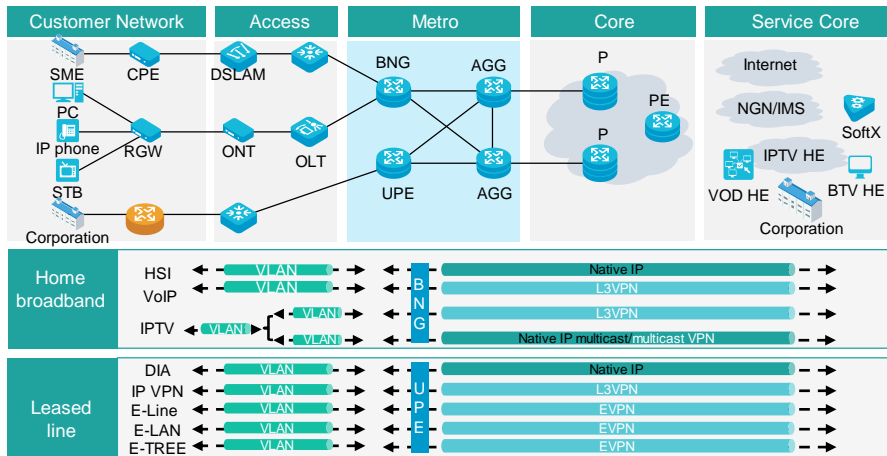 Customer Network
Access
Metro
Core
Service Core
SME
CPE
DSLAM
BNG
AGG
P
Internet
PC
NGN/IMS
PE
SoftX
IP phone
RGW
ONT
OLT
P
IPTV HE
STB
UPE
AGG
VOD HE
BTV HE
Corporation
Corporation
Home
broadband
HSI
VLAN
Native IP
VoIP
VLAN
L3VPN
IPTV
VLAN
VLAN
VLAN
BNG
L3VPN
Native IP multicast/multicast VPN
Leased
line
DIA
VLAN
Native IP
IP VPN
VLAN
L3VPN
E-Line
VLAN
EVPN
E-LAN
VLAN
EVPN
E-TREE
VLAN
EVPN
UPE